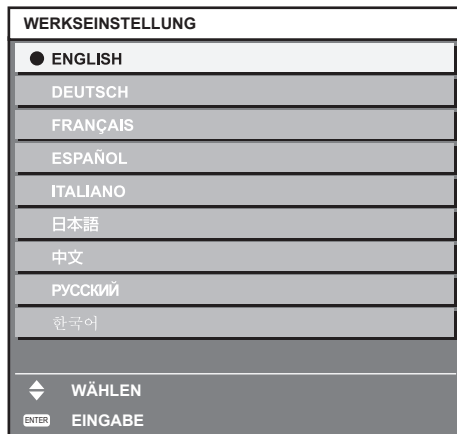 WERKSEINSTELLUNG
ENGLISH
DEUTSCH
FRANÇAIS
ESPAÑOL
ITALIANO
日本語
中文
РУССКИЙ
한국어
WÄHLEN
ENTER EINGABE